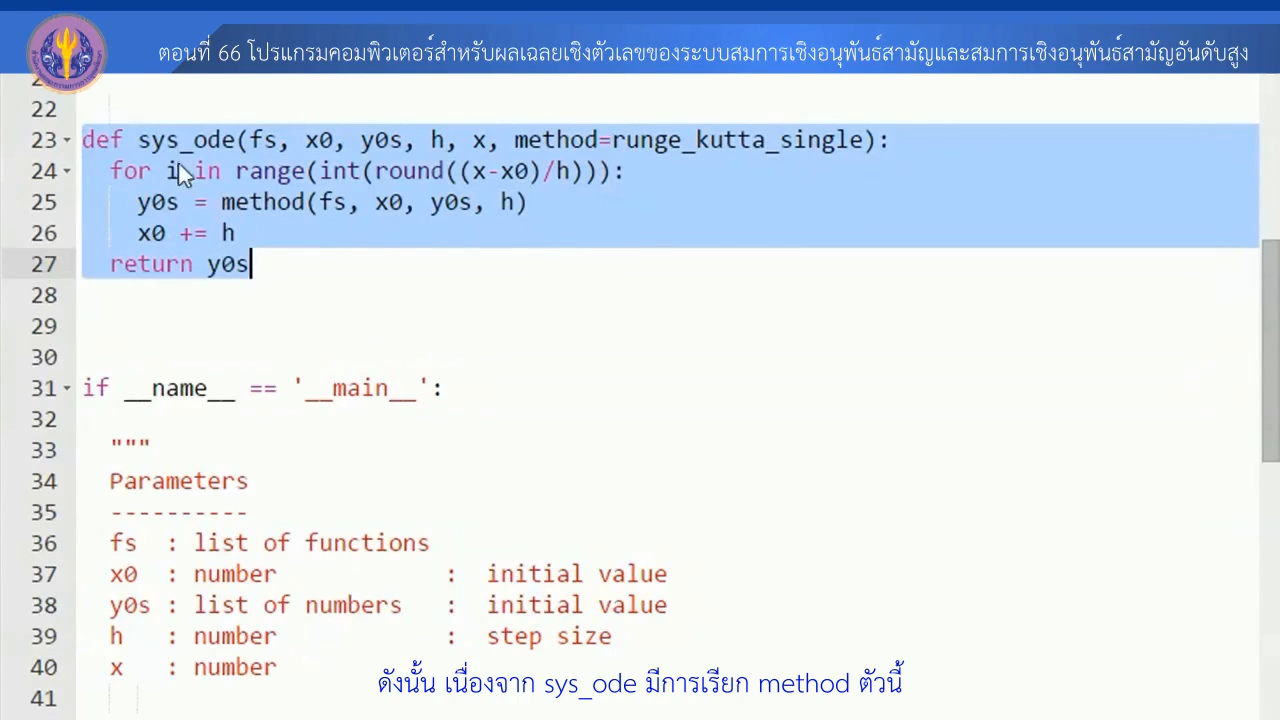 ตอนที่ 66 โปรแกรมคอมพิวเตอร์สำหรับผลเฉลยเชิงตัวเลขของระบบสมการเชิงอนุพันธ์สามัญและสมการเชิงอนุพันธ์สามัญอันดับสูง
22
23 def sys_ode(fs, x0, y0s, h, x, method=runge_kutta_single):
24 for i in range(int(round((x-x0)/h))):
25 y0s = method(fs, x0, y0s, h)
26 x0 += h
27 return y0s
28
29
30
31 if __name__ == '__main__':
32
33 """
34 Parameters
35 ----------
36 fs : list of functions
37 x0 : number : initial value
38 y0s : list of numbers : initial value
39 h : number : step size
40 x : number
41
ดังนั้น เนื่องจาก sys_ode มีการเรียก method ตัวนี้